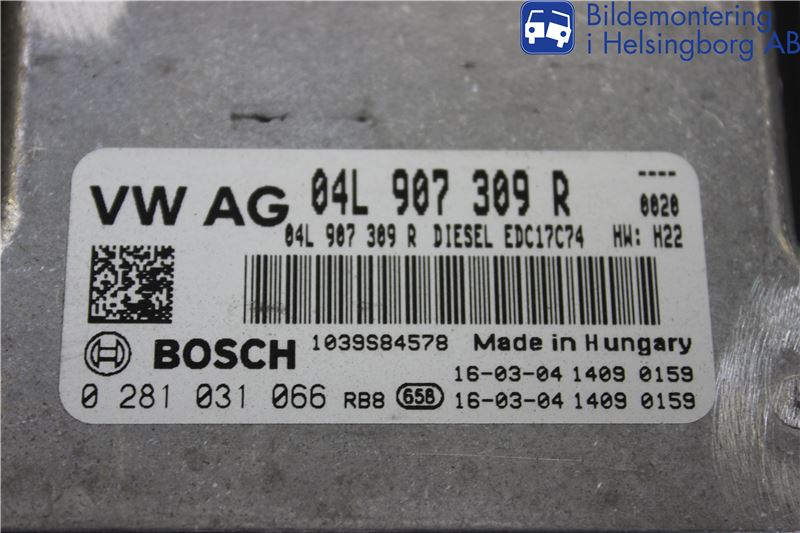 Bildemontering
i Helsingborg AB
VW AG 04L 907 309 R ----
0020
04L 907 309 R DIESEL EDC17C74 HW: H22
BOSCH 1039S84578 Made in Hungary
16-03-04 1409 0159
0 281 031 066 RB8 658 16-03-04 1409 0159